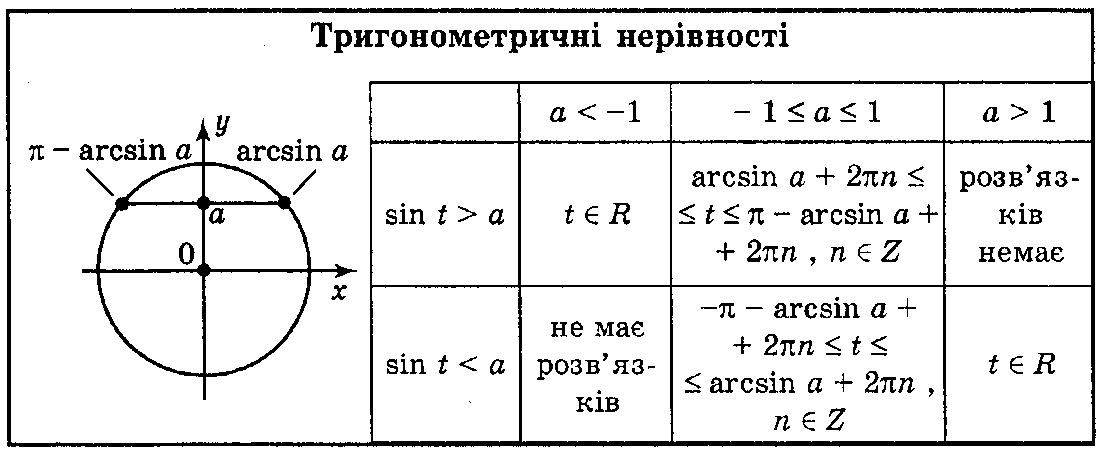 Тригонометричні нерівності
y
π – arcsin a
arcsin a
a
0
x
a < –1
– 1 ≤ a ≤ 1
a > 1
sin t > a
t ∈ R
arcsin a + 2πn ≤
≤ t ≤ π – arcsin a +
+ 2πn , n ∈ Z
розв’яз-
ків
немає
sin t < a
не має
розв’яз-
ків
–π – arcsin a +
+ 2πn ≤ t ≤
≤ arcsin a + 2πn ,
n ∈ Z
t ∈ R